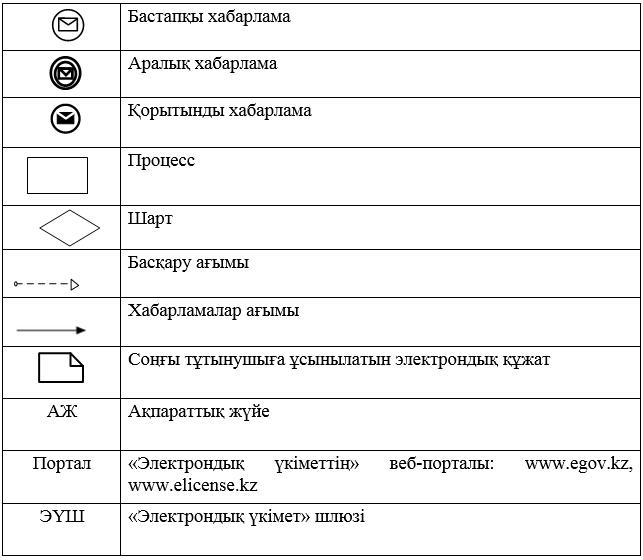 Бастапқы хабарлама
Аралық хабарлама
Қорытынды хабарлама
Процесс
Шарт
Басқару ағымы
Хабарламалар ағымы
Соңғы тұтынушыға ұсынылатын электрондық құжат
АЖ Ақпараттық жүйе
Портал «Электрондық үкіметтің» веб-порталы: www.egov.kz,
www.elicense.kz
ЭҮШ «Электрондық үкімет» шлюзі